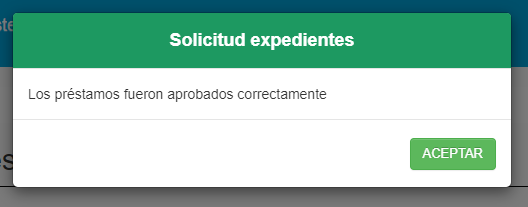 Solicitud expedientes
Los préstamos fueron aprobados correctamente
ACEPTAR